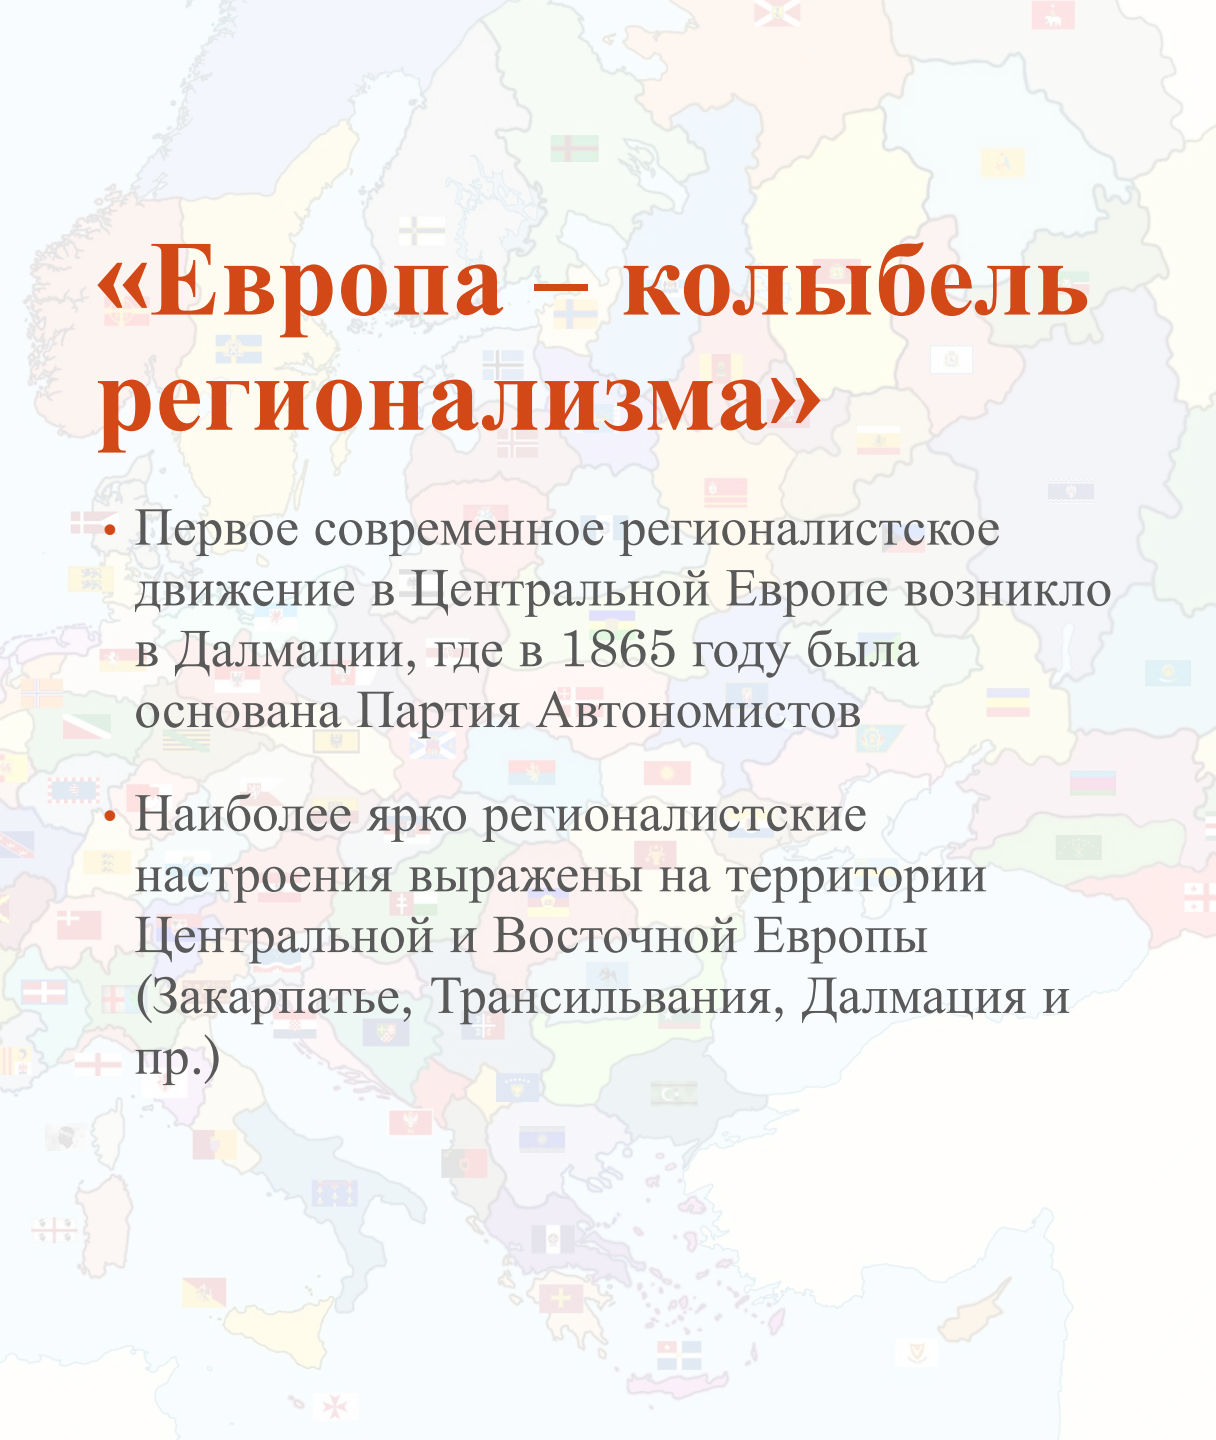 «Европа – колыбель
регионализма»
• Первое современное регионалистское
движение в Центральной Европе возникло
в Далмации, где в 1865 году была
основана Партия Автономистов
• Наиболее ярко регионалистские
настроения выражены на территории
Центральной и Восточной Европы
(Закарпатье, Трансильвания, Далмация и
пр.)